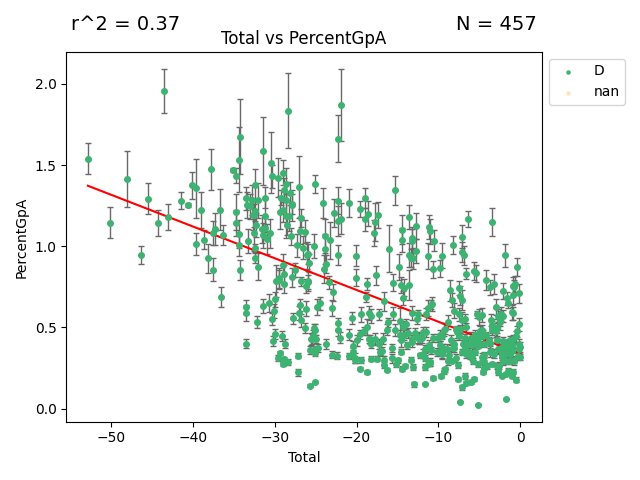 r^2 = 0.37
N = 457
Total vs PercentGpA
D
nan
PercentGpA
2.0
1.5
1.0
0.5
0.0
−50
−40
−30
−20
−10
0
Total